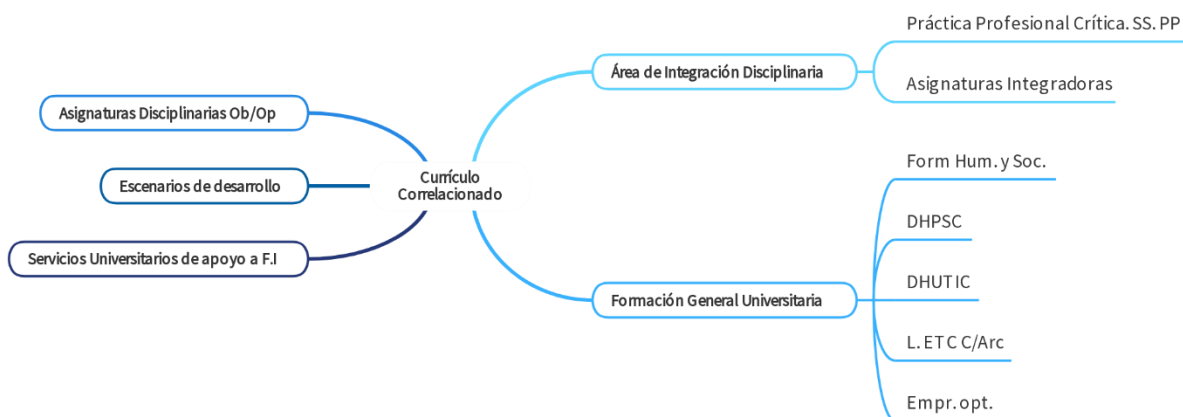 Práctica Profesional Crítica. SS. PP
Área de Integración Disciplinaria
Asignaturas Integradoras
Asignaturas Disciplinarias Ob/Op
Escenarios de desarrollo
Servicios Universitarios de apoyo a F.I
Currículo
Correlacionado
Form Hum. y Soc.
DHPSC
DHUTIC
Formación General Universitaria
L. ETC C/Arc
Empr. opt.